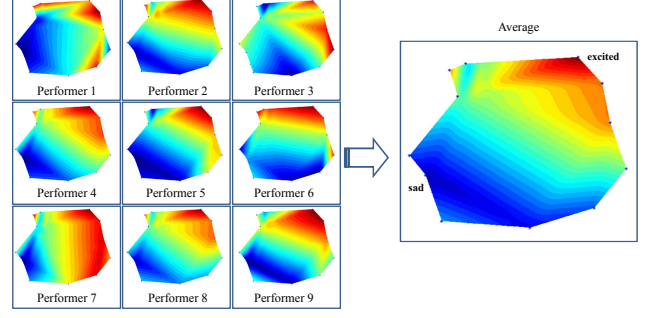 Performer 1
Performer 2
Performer 3
Performer 4
Performer 5
Performer 6
Performer 7
Performer 8
Performer 9
Average
excited
sad